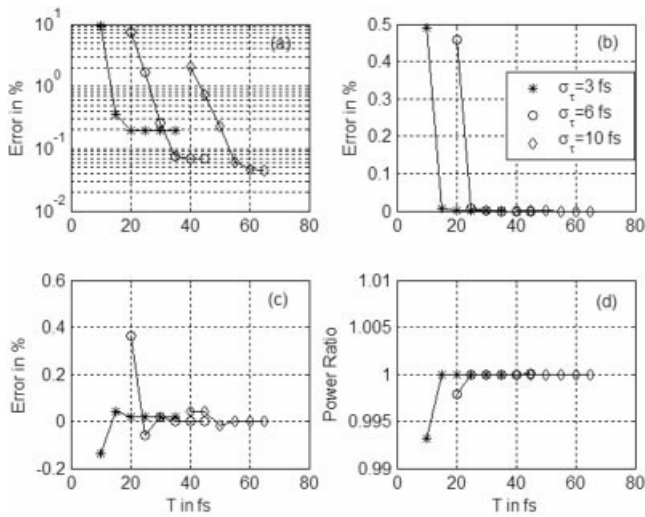 (a)
Error in %
10^1
10^0
10^-1
10^-2
0 20 40 60 80
(b)
Error in %
0.5
0.4
0.3
0.2
0.1
0
σ_τ=3 fs
σ_τ=6 fs
σ_τ=10 fs
0 20 40 60 80
(c)
Error in %
0.6
0.4
0.2
0
-0.2
0 20 40 60 80
T in fs
(d)
Power Ratio
1.01
1.005
1
0.995
0.99
0 20 40 60 80
T in fs